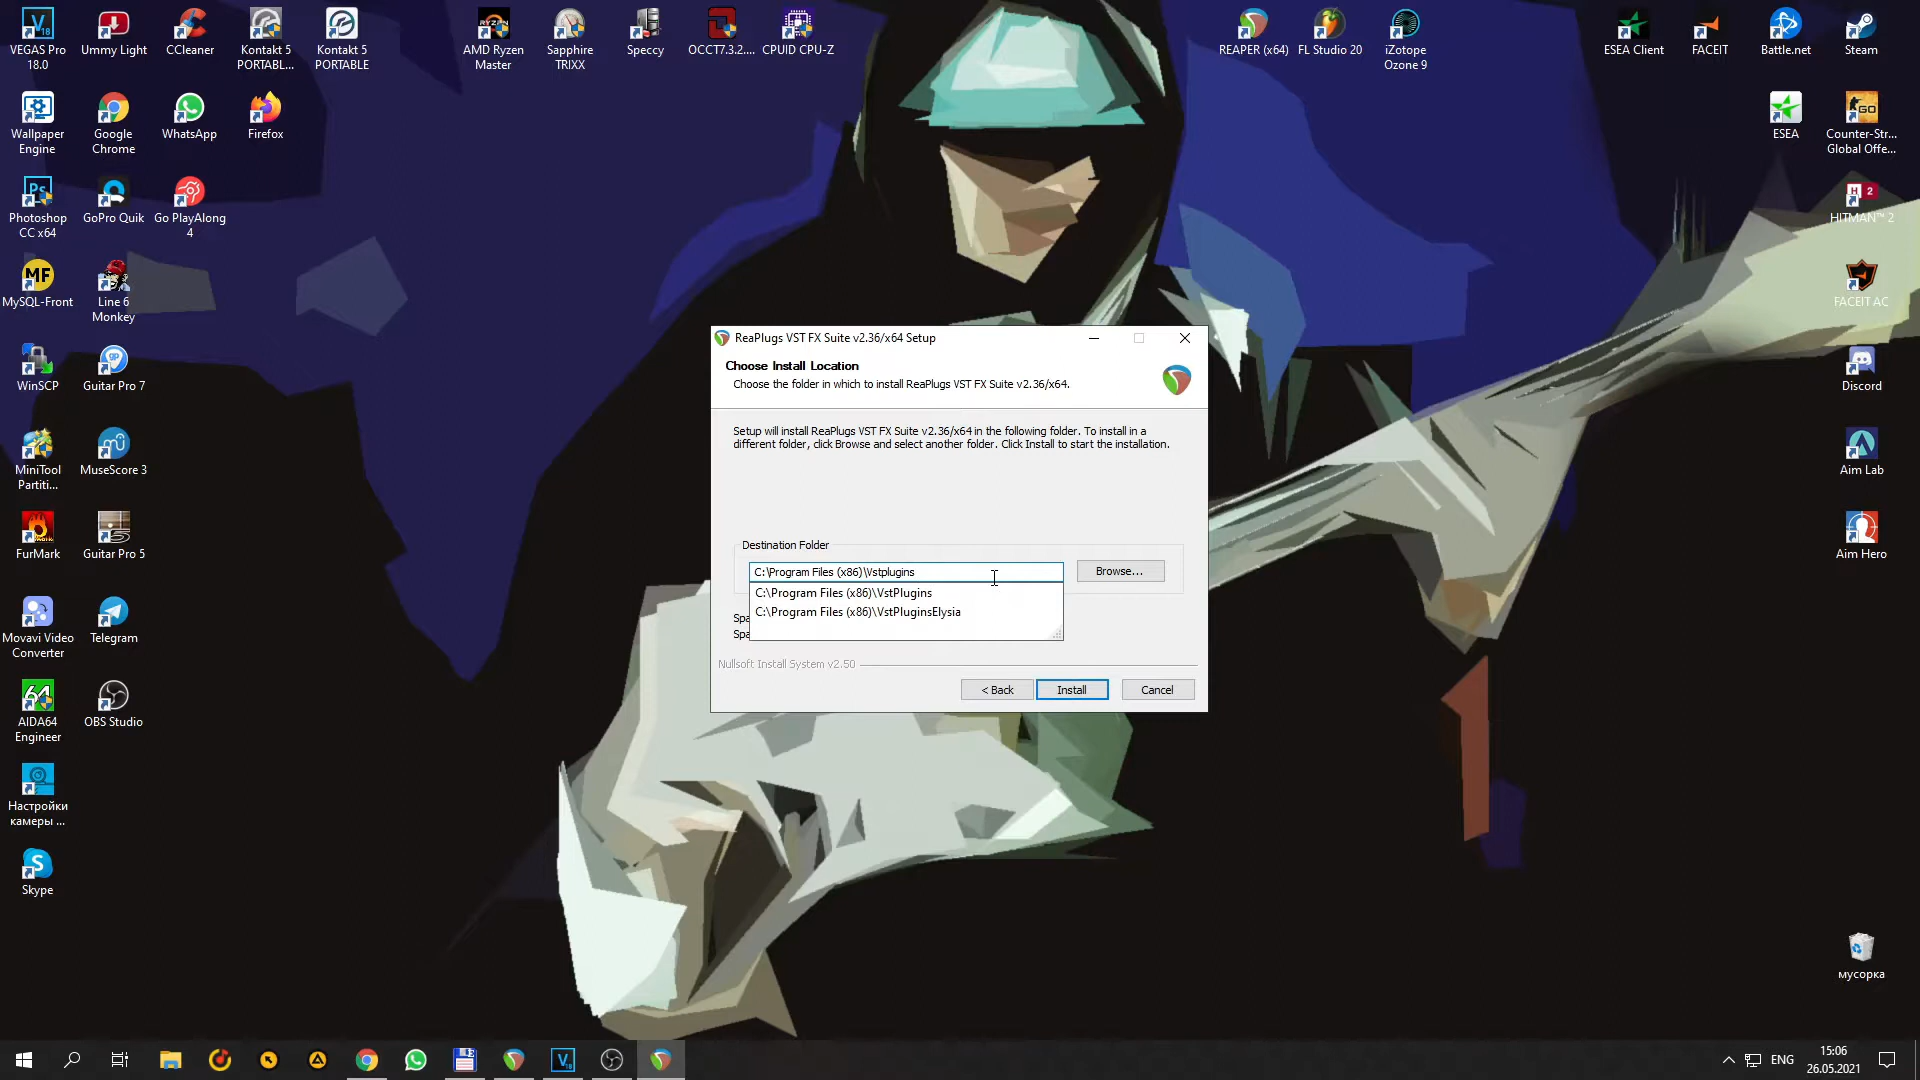 VEGAS Pro
18.0
Ummy Light
CCleaner
Kontakt 5
PORTABL...
Kontakt 5
PORTABLE
AMD Ryzen
Master
Sapphire
TRIXX
Speccy
OCCT7.3.2....
CPUID CPU-Z
REAPER (x64)
FL Studio 20
iZotope
Ozone 9
ESEA Client
FACEIT
Battle.net
Steam
Wallpaper
Engine
Google
Chrome
WhatsApp
Firefox
ESEA
Counter-Str...
Global Offe...
Photoshop
CC x64
GoPro Quik
Go PlayAlong
4
HITMAN™ 2
MySQL-Front
Line 6
Monkey
FACEIT AC
WinSCP
Guitar Pro 7
Discord
MiniTool
Partiti...
MuseScore 3
Aim Lab
FurMark
Guitar Pro 5
Aim Hero
Movavi Video
Converter
Telegram
AIDA64
Engineer
OBS Studio
Настройки
камеры ...
Skype
мусорка
ReaPlugs VST FX Suite v2.36/x64 Setup
Choose Install Location
Choose the folder in which to install ReaPlugs VST FX Suite v2.36/x64.
Setup will install ReaPlugs VST FX Suite v2.36/x64 in the following folder. To install in a
different folder, click Browse and select another folder. Click Install to start the installation.
Destination Folder
C:\Program Files (x86)\Vstplugins
Browse...
C:\Program Files (x86)\VstPlugins
C:\Program Files (x86)\VstPluginsElysia
Spa
Spa
Nullsoft Install System v2.50
< Back
Install
Cancel
ENG
15:06
26.05.2021